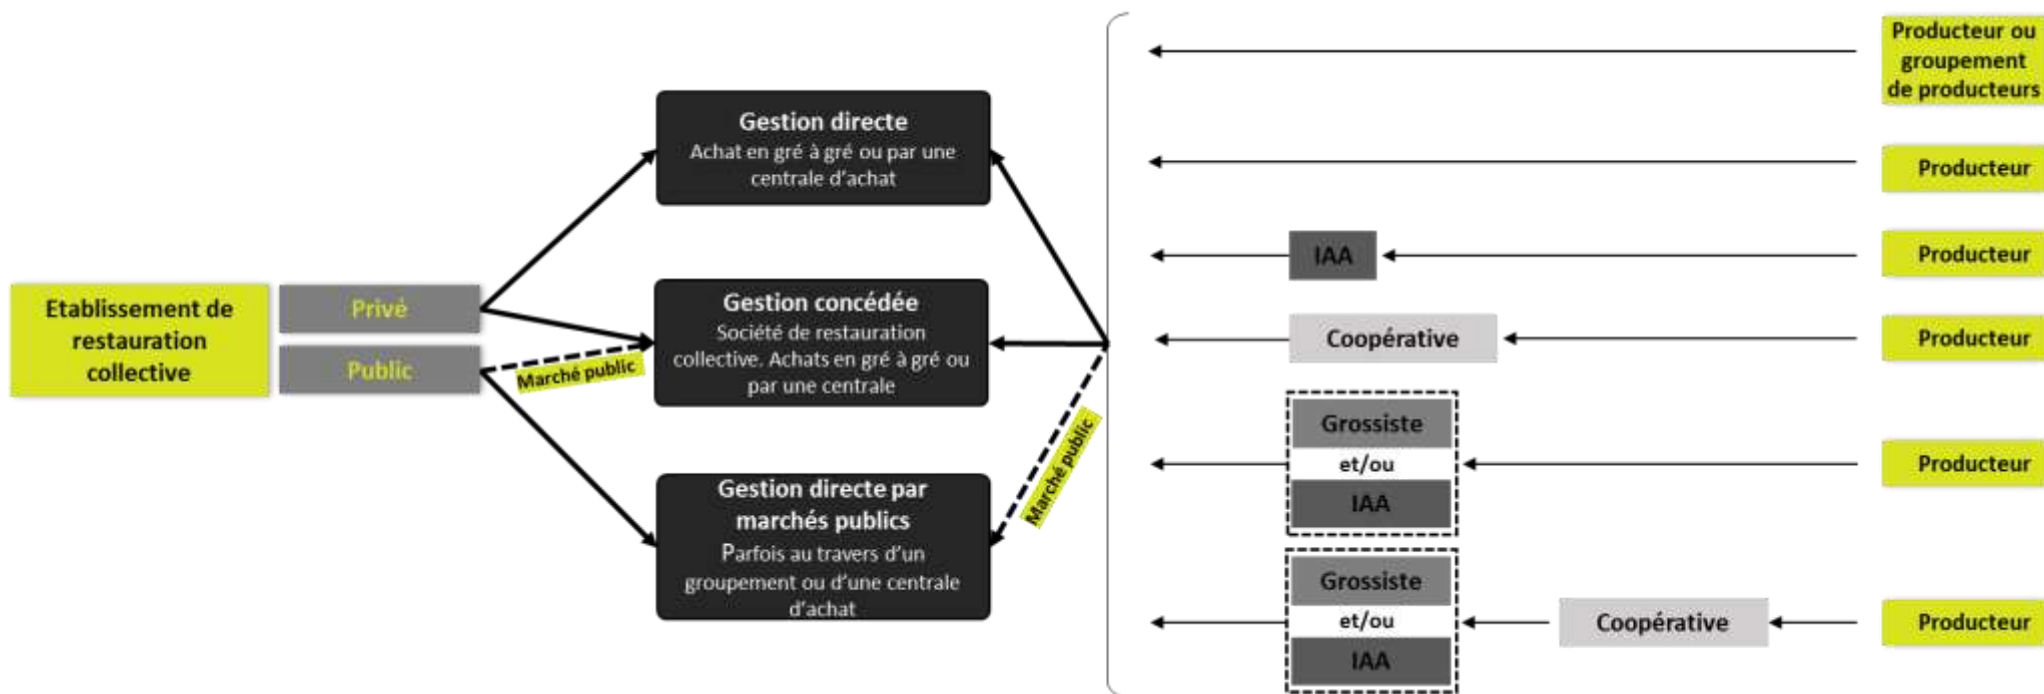 Etablissement de
restauration
collective
Privé
Public
Marché public
Gestion directe
Achat en gré à gré ou par une
centrale d'achat
Gestion concédée
Société de restauration
collective. Achats en gré à gré ou
par une centrale
Gestion directe par
marchés publics
Parfois au travers d'un
groupement ou d'une centrale
d'achat
Marché public
Producteur ou
groupement
de producteurs
Producteur
IAA
Producteur
Coopérative
Producteur
Grossiste
et/ou
IAA
Producteur
Grossiste
et/ou
IAA
Coopérative
Producteur